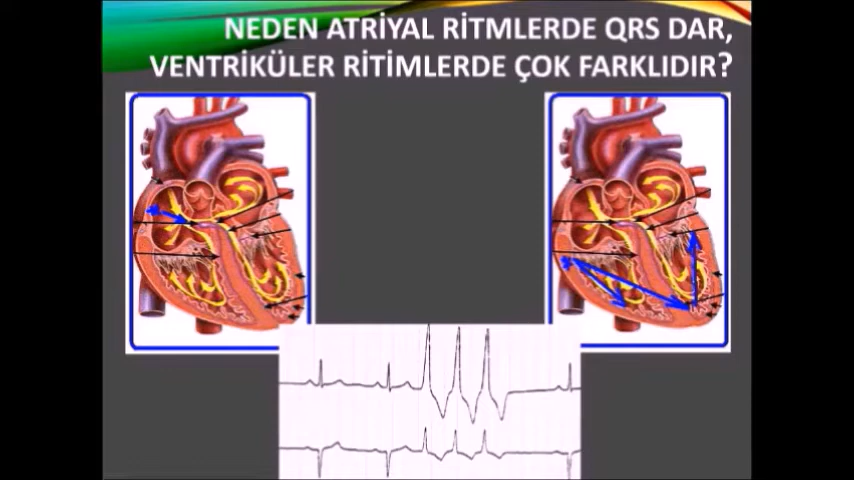 NEDEN ATRİYAL RİTMLERDE QRS DAR,
VENTRİKÜLER RİTİMLERDE ÇOK FARKLIDIR?